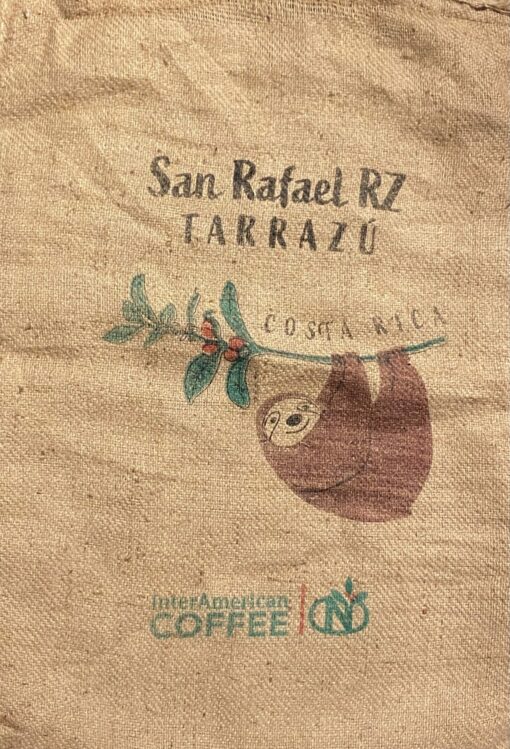 San Rafael RZ
TARRAZÚ
COSTA RICA
InterAmerican
COFFEE
N